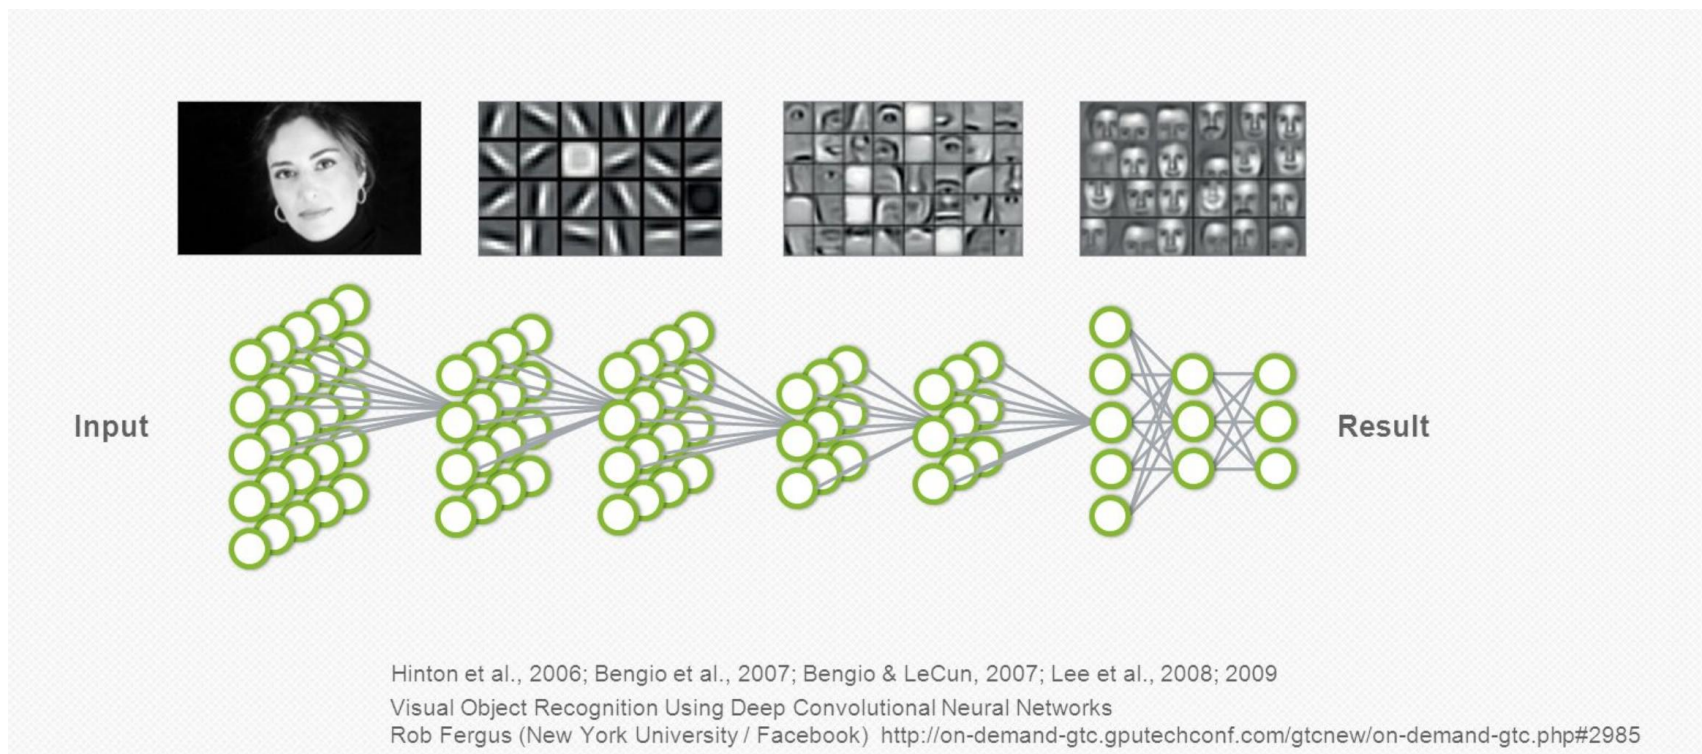 Input
Result
Hinton et al., 2006; Bengio et al., 2007; Bengio & LeCun, 2007; Lee et al., 2008; 2009
Visual Object Recognition Using Deep Convolutional Neural Networks
Rob Fergus (New York University / Facebook) http://on-demand-gtc.gputechconf.com/gtcnew/on-demand-gtc.php#2985